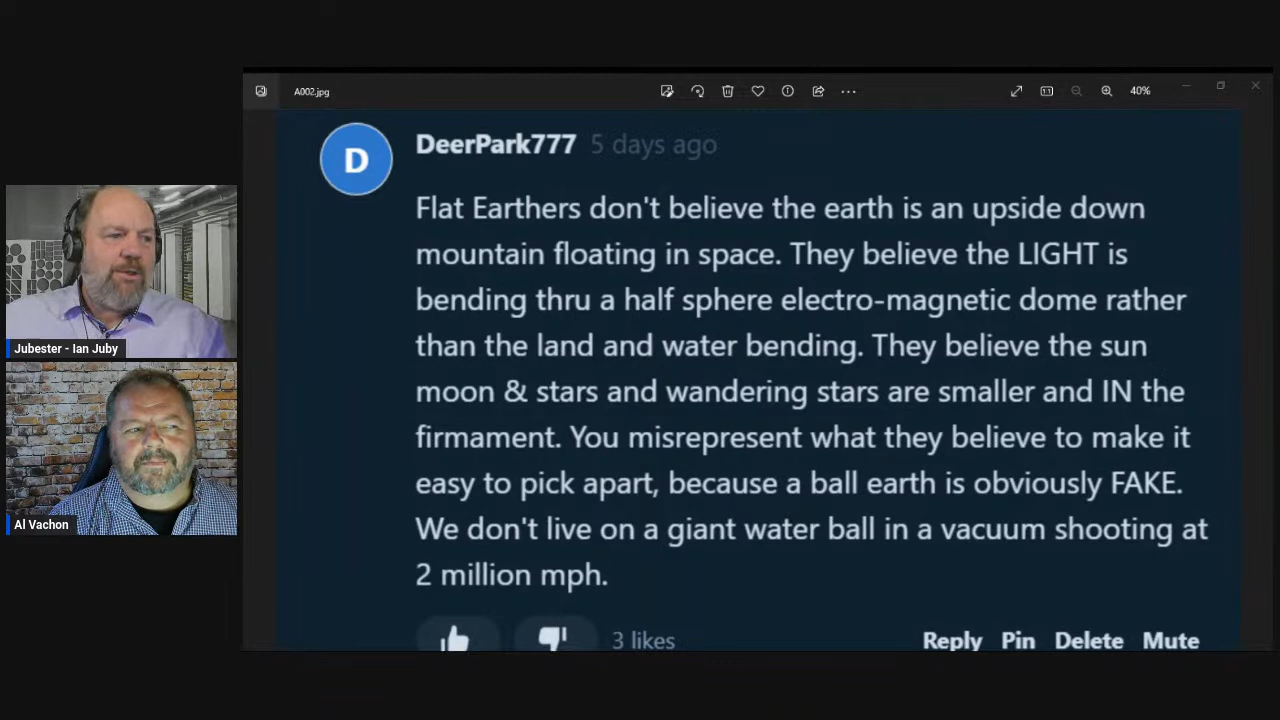 A002.jpg
40%
D
DeerPark777 5 days ago
Flat Earthers don't believe the earth is an upside down
mountain floating in space. They believe the LIGHT is
bending thru a half sphere electro-magnetic dome rather
than the land and water bending. They believe the sun
moon & stars and wandering stars are smaller and IN the
firmament. You misrepresent what they believe to make it
easy to pick apart, because a ball earth is obviously FAKE.
We don't live on a giant water ball in a vacuum shooting at
2 million mph.
3 likes
Reply Pin Delete Mute
Jubester - Ian Juby
Al Vachon